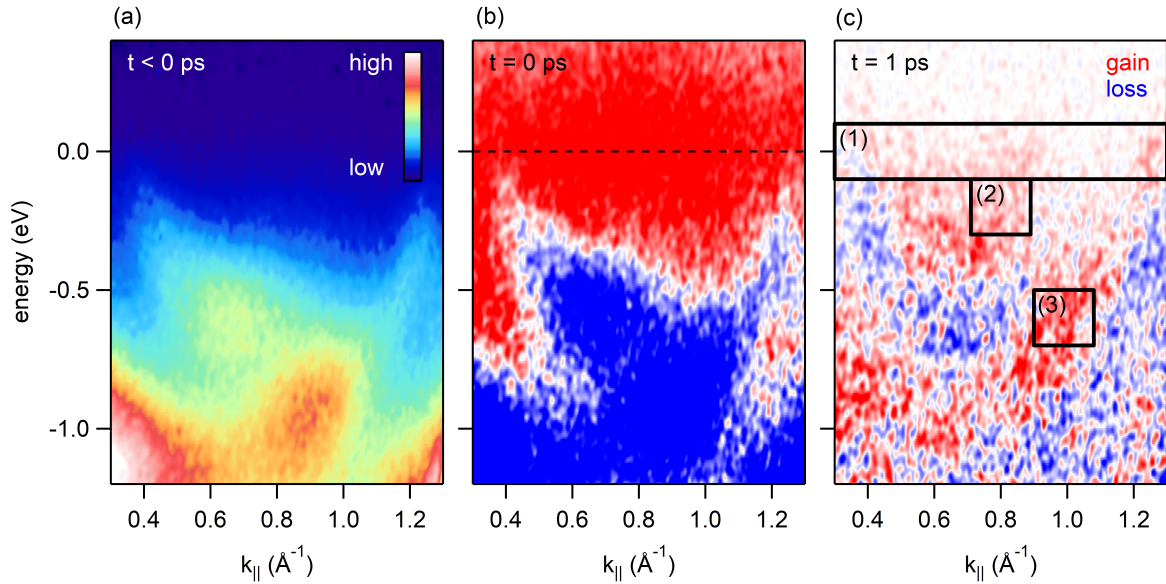 (a)
(b)
(c)
t < 0 ps
high
low
t = 0 ps
t = 1 ps
gain
loss
(1)
(2)
(3)
energy (eV)
0.0
-0.5
-1.0
0.4 0.6 0.8 1.0 1.2
0.4 0.6 0.8 1.0 1.2
0.4 0.6 0.8 1.0 1.2
k|| (Å⁻¹)
k|| (Å⁻¹)
k|| (Å⁻¹)